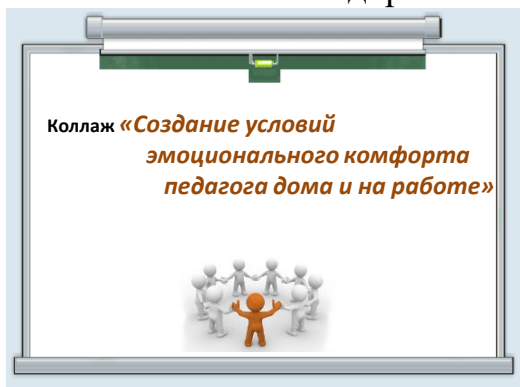 Коллаж «Создание условий
эмоционального комфорта
педагога дома и на работе»